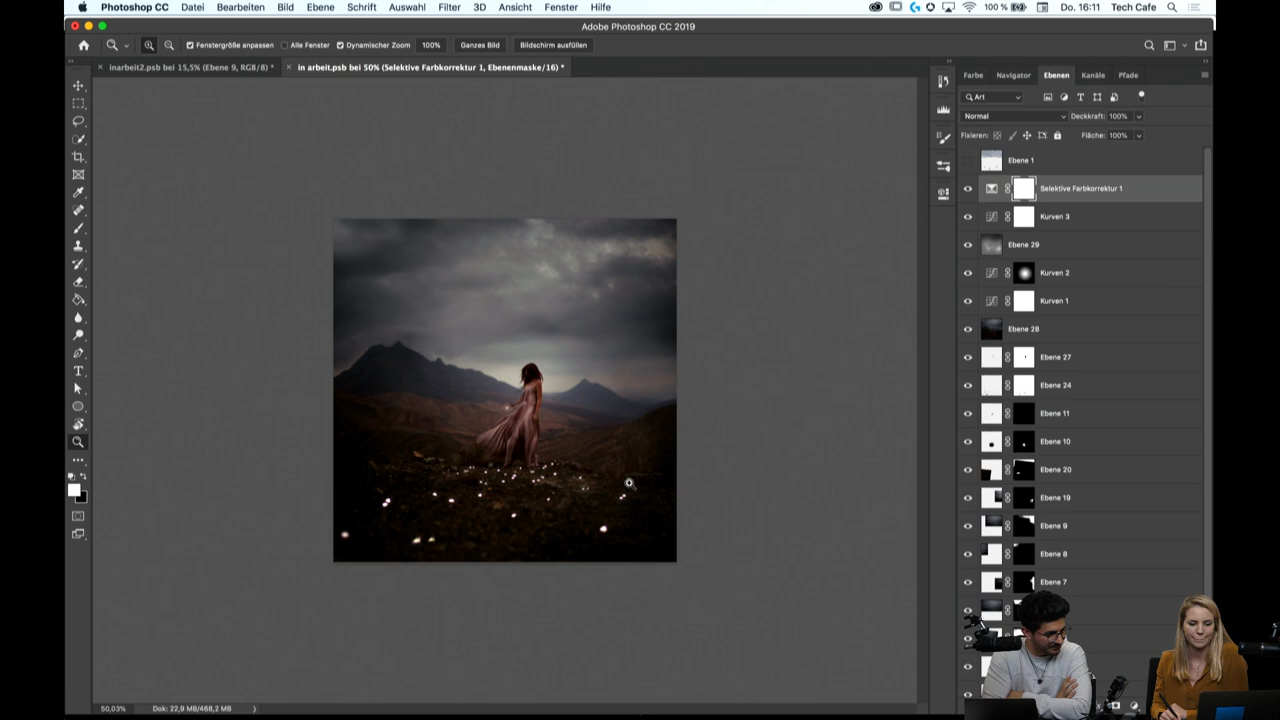 Photoshop CC Datei Bearbeiten Bild Ebene Schrift Auswahl Filter 3D Ansicht Fenster Hilfe 100 % Do. 16:11 Tech Cafe
Adobe Photoshop CC 2019
Fenstergröße anpassen Alle Fenster Dynamischer Zoom 100% Ganzes Bild Bildschirm ausfüllen
inarbeit2.psb bei 15,5% (Ebene 9, RGB/8) * in arbeit.psb bei 50% (Selektive Farbkorrektur 1, Ebenenmaske/16) *
Farbe Navigator Ebenen Kanäle Pfade
Art
Normal Deckkraft: 100%
Fixieren: Fläche: 100%
Ebene 1
Selektive Farbkorrektur 1
Kurven 3
Ebene 29
Kurven 2
Kurven 1
Ebene 28
Ebene 27
Ebene 24
Ebene 11
Ebene 10
Ebene 20
Ebene 19
Ebene 9
Ebene 8
Ebene 7
50,03% Dok: 22,9 MB/468,2 MB